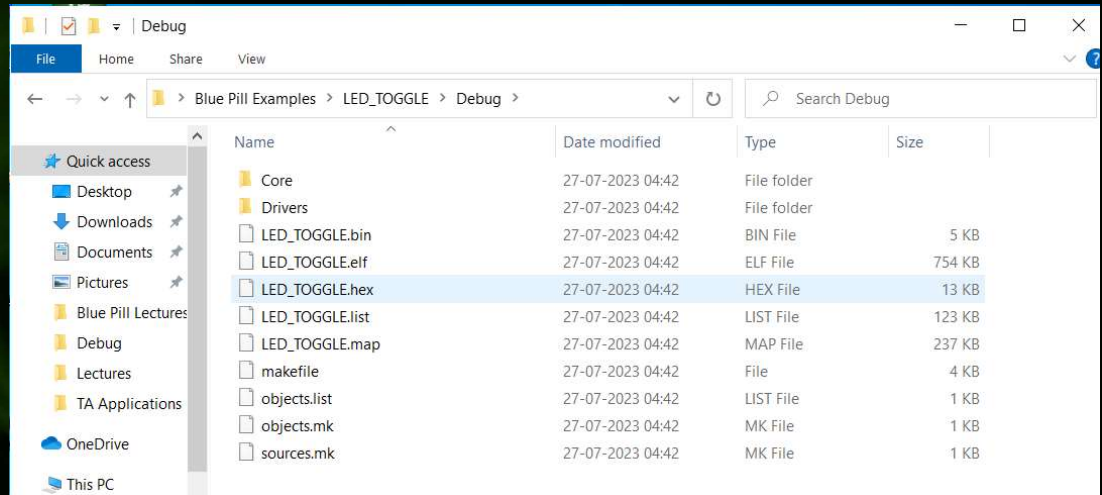 Debug
File Home Share View
Blue Pill Examples > LED_TOGGLE > Debug >
Search Debug
Name Date modified Type Size
Quick access
Desktop
Downloads
Documents
Pictures
Blue Pill Lectures
Debug
Lectures
TA Applications
OneDrive
This PC
Core 27-07-2023 04:42 File folder
Drivers 27-07-2023 04:42 File folder
LED_TOGGLE.bin 27-07-2023 04:42 BIN File 5 KB
LED_TOGGLE.elf 27-07-2023 04:42 ELF File 754 KB
LED_TOGGLE.hex 27-07-2023 04:42 HEX File 13 KB
LED_TOGGLE.list 27-07-2023 04:42 LIST File 123 KB
LED_TOGGLE.map 27-07-2023 04:42 MAP File 237 KB
makefile 27-07-2023 04:42 File 4 KB
objects.list 27-07-2023 04:42 LIST File 1 KB
objects.mk 27-07-2023 04:42 MK File 1 KB
sources.mk 27-07-2023 04:42 MK File 1 KB